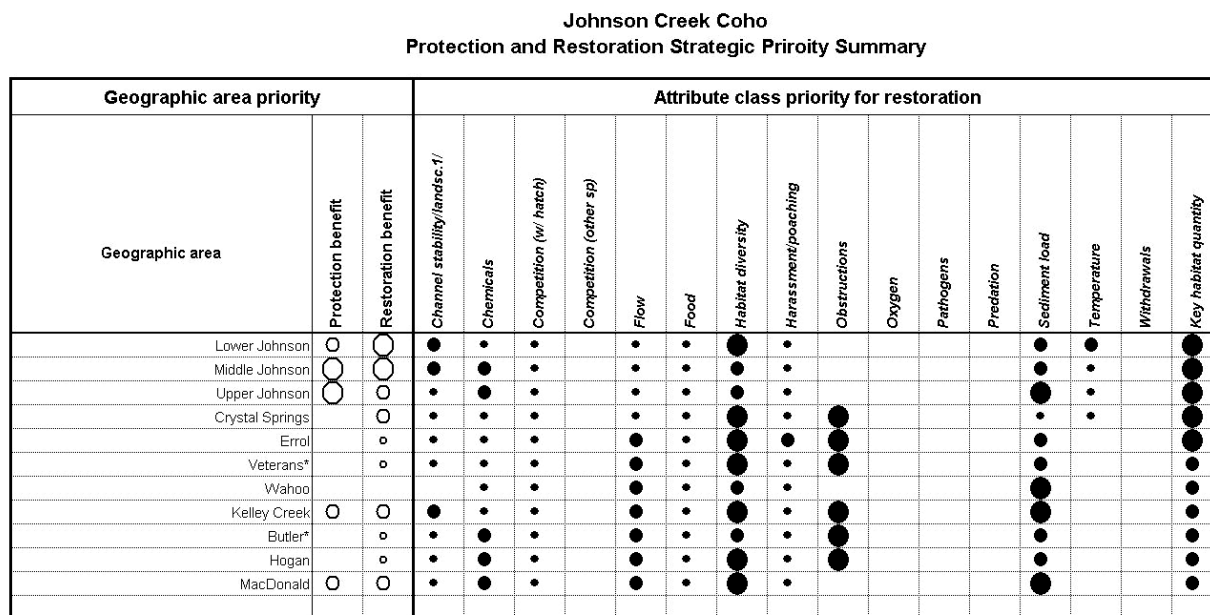 Johnson Creek Coho
Protection and Restoration Strategic Priroity Summary
Geographic area priority
Attribute class priority for restoration
Geographic area
Protection benefit
Restoration benefit
Channel stability/landsc.1/
Chemicals
Competition (w/ hatch)
Competition (other sp)
Flow
Food
Habitat diversity
Harassment/poaching
Obstructions
Oxygen
Pathogens
Predation
Sediment load
Temperature
Withdrawals
Key habitat quantity
Lower Johnson
Middle Johnson
Upper Johnson
Crystal Springs
Errol
Veterans*
Wahoo
Kelley Creek
Butler*
Hogan
MacDonald